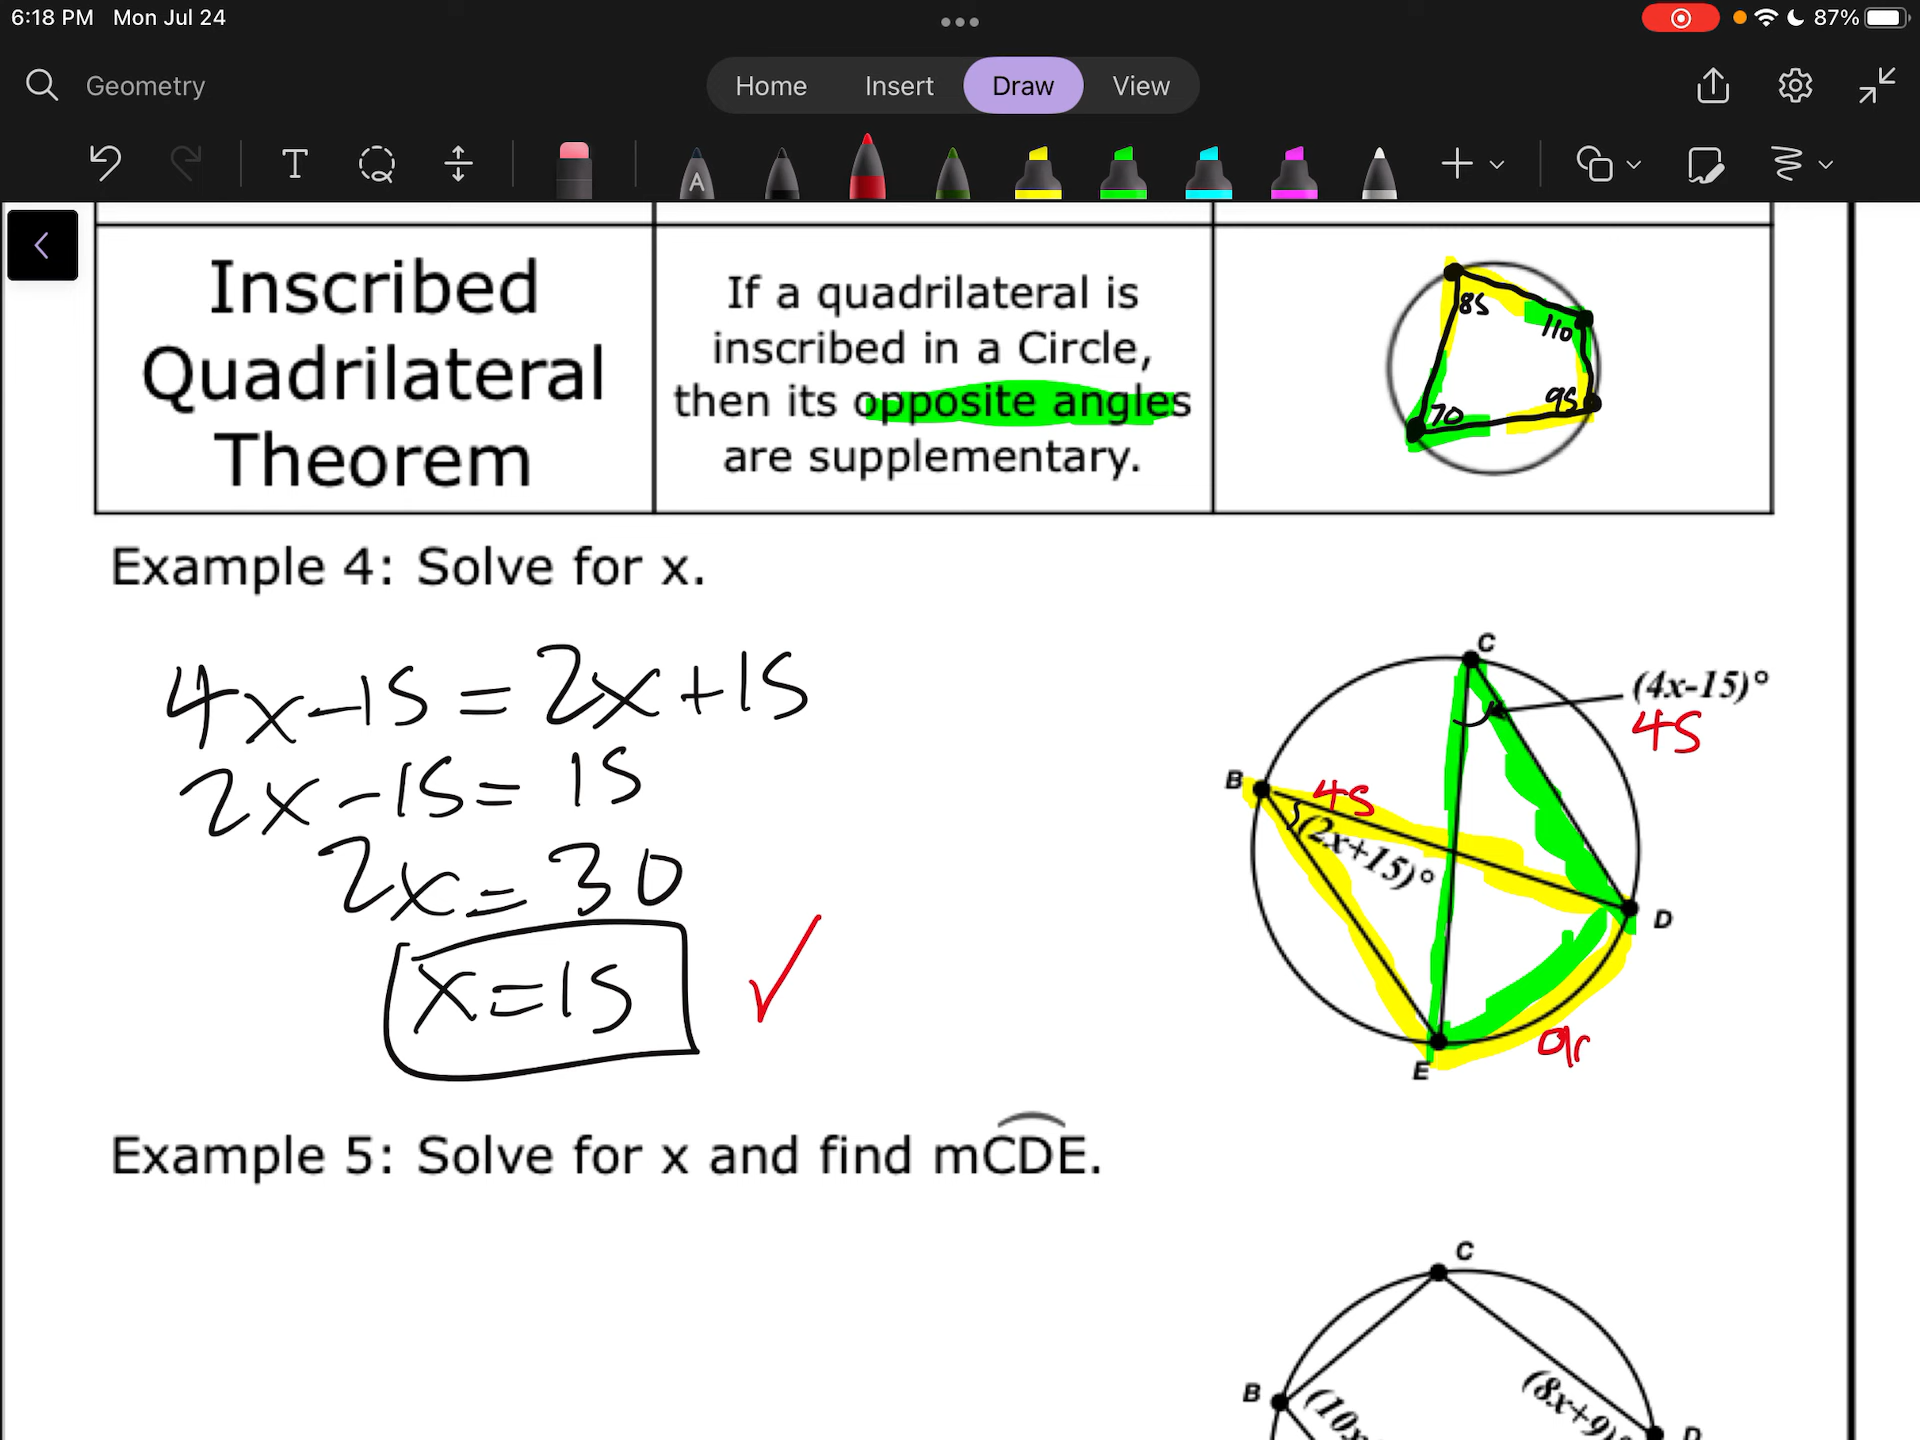 6:18 PM Mon Jul 24
87%
Geometry
Home Insert Draw View
T
A
Inscribed
Quadrilateral
Theorem
If a quadrilateral is
inscribed in a Circle,
then its opposite angles
are supplementary.
85
110
95
70
Example 4: Solve for x.
4x-15=2x+15
2x-15=15
2x=30
x=15
C
(4x-15)°
45
B
45
(2x+15)°
D
E
Example 5: Solve for x and find mCDE.
C
B
(10x
(8x+9)
D